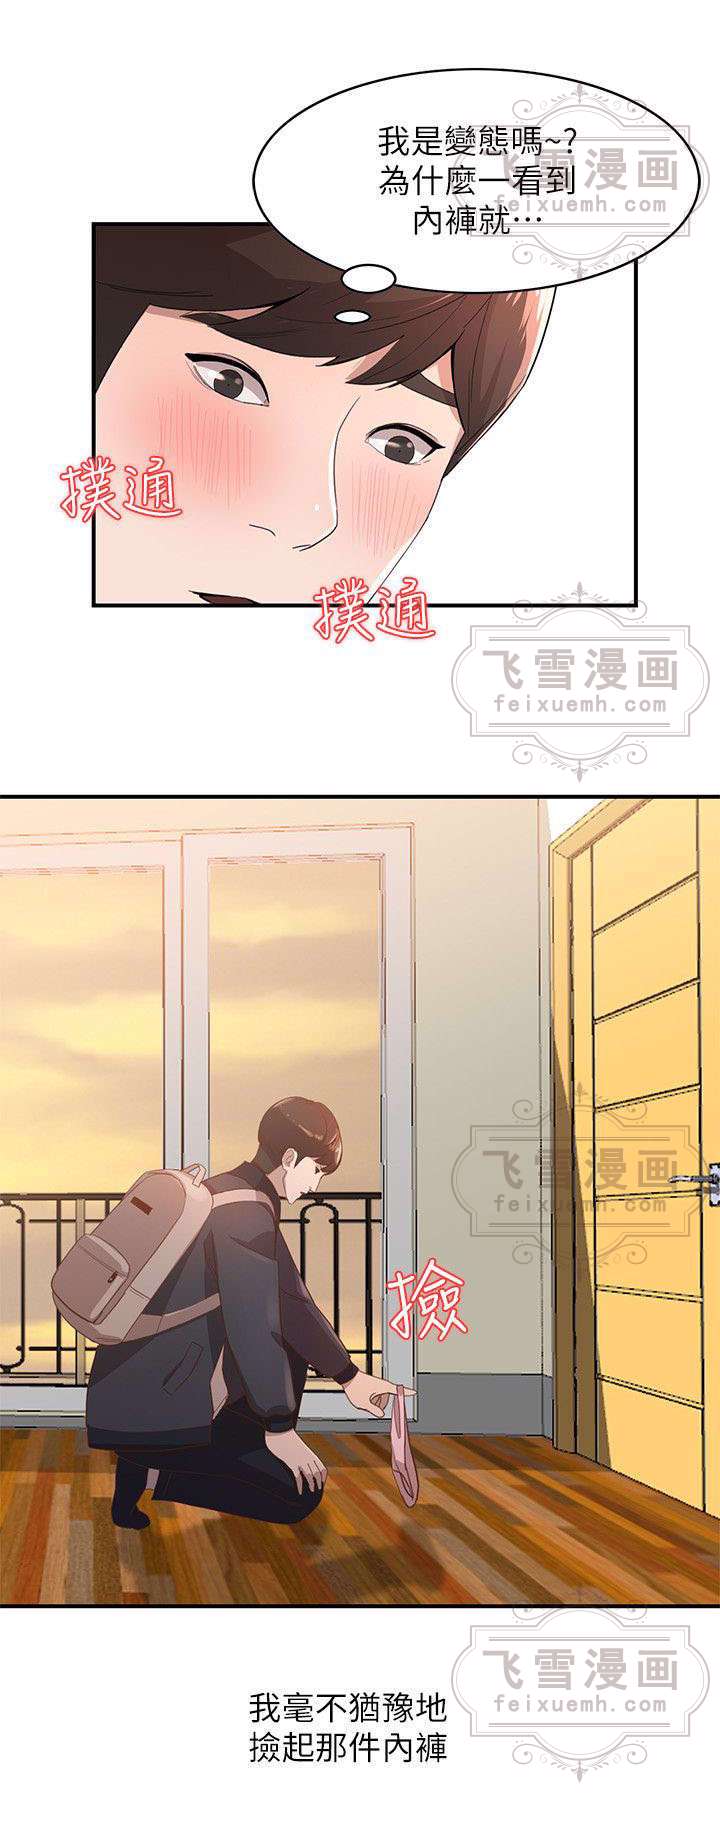 飞雪漫画
feixuemh.com
我是變態嗎~?
為什麼一看到
內褲就⋯
撲通
撲通
飞雪漫画
feixuemh.com
飞雪漫画
feixuemh.com
撿
飞雪漫画
feixuemh.com
我毫不猶豫地
撿起那件內褲